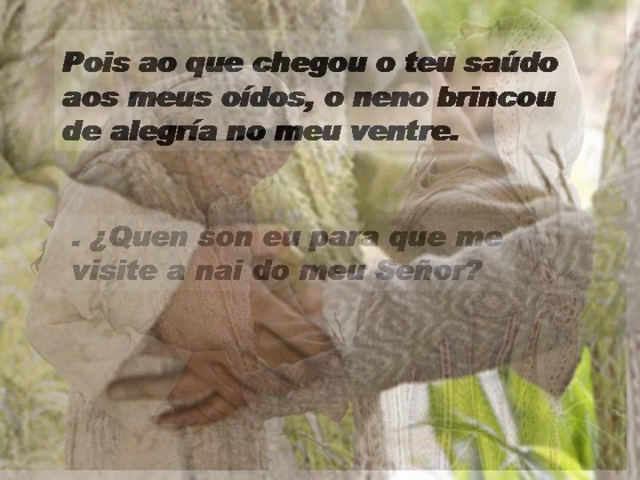 Pois ao que chegou o teu saúdo
aos meus oídos, o neno brincou
de alegría no meu ventre.
. ¿Quen son eu para que me
visite a nai do meu Señor?